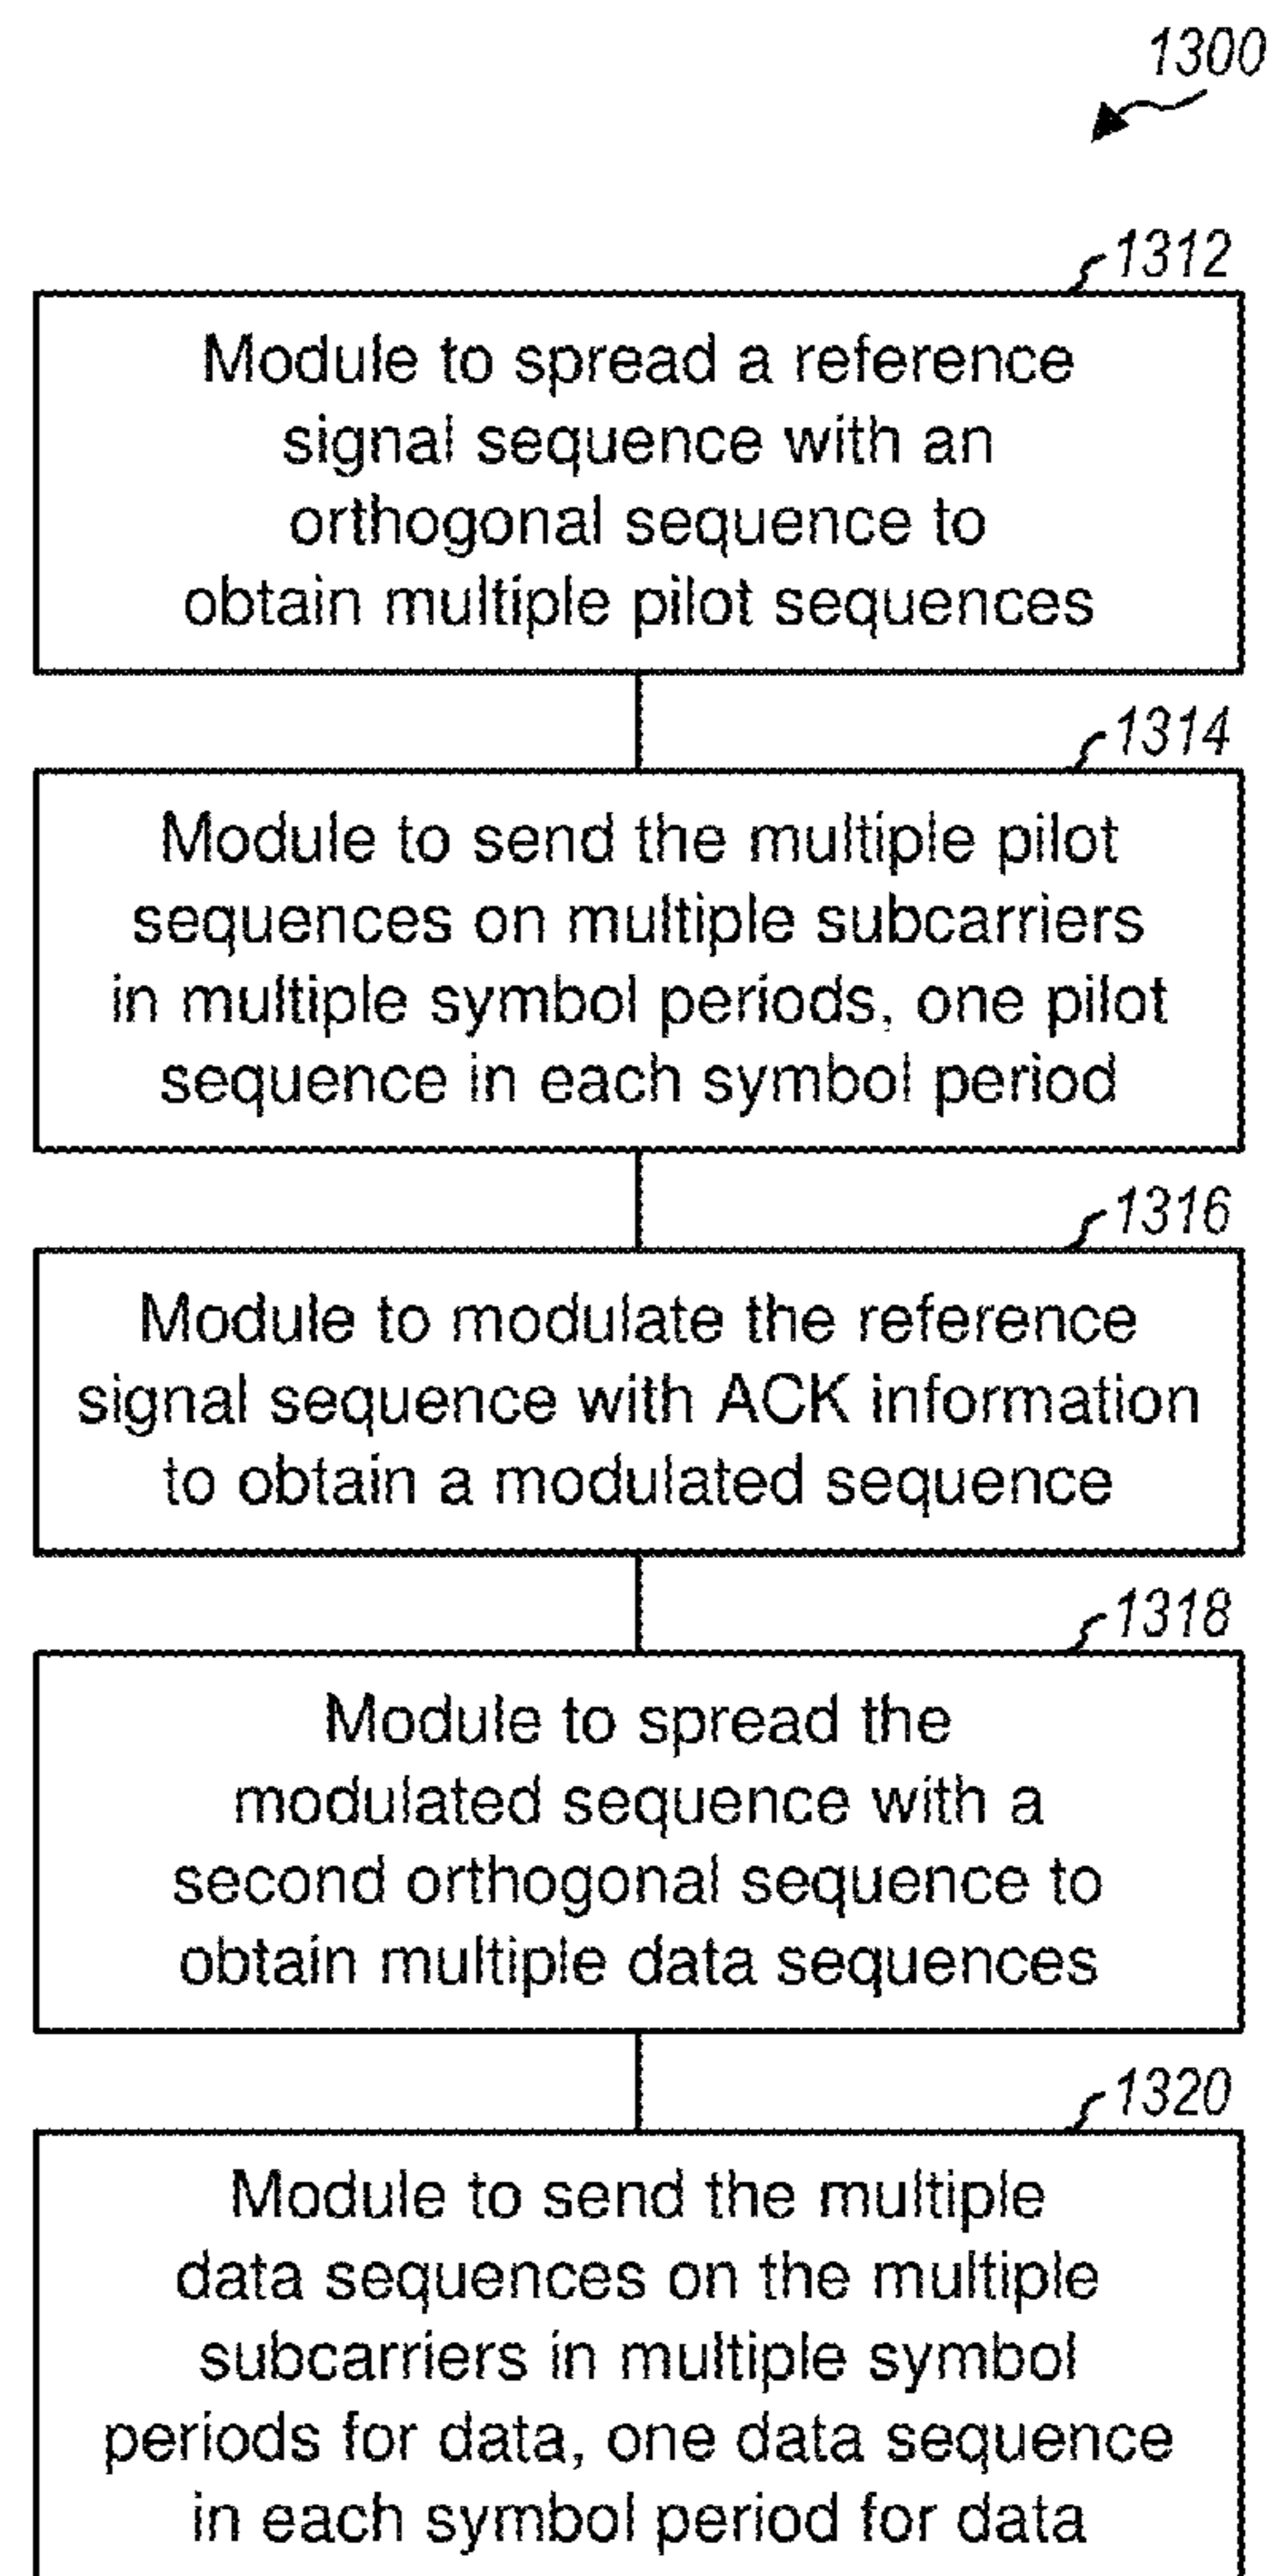 1300
1312
Module to spread a reference
signal sequence with an
orthogonal sequence to
obtain multiple pilot sequences
1314
Module to send the multiple pilot
sequences on multiple subcarriers
in multiple symbol periods, one pilot
sequence in each symbol period
1316
Module to modulate the reference
signal sequence with ACK information
to obtain a modulated sequence
1318
Module to spread the
modulated sequence with a
second orthogonal sequence to
obtain multiple data sequences
1320
Module to send the multiple
data sequences on the multiple
subcarriers in multiple symbol
periods for data, one data sequence
in each symbol period for data